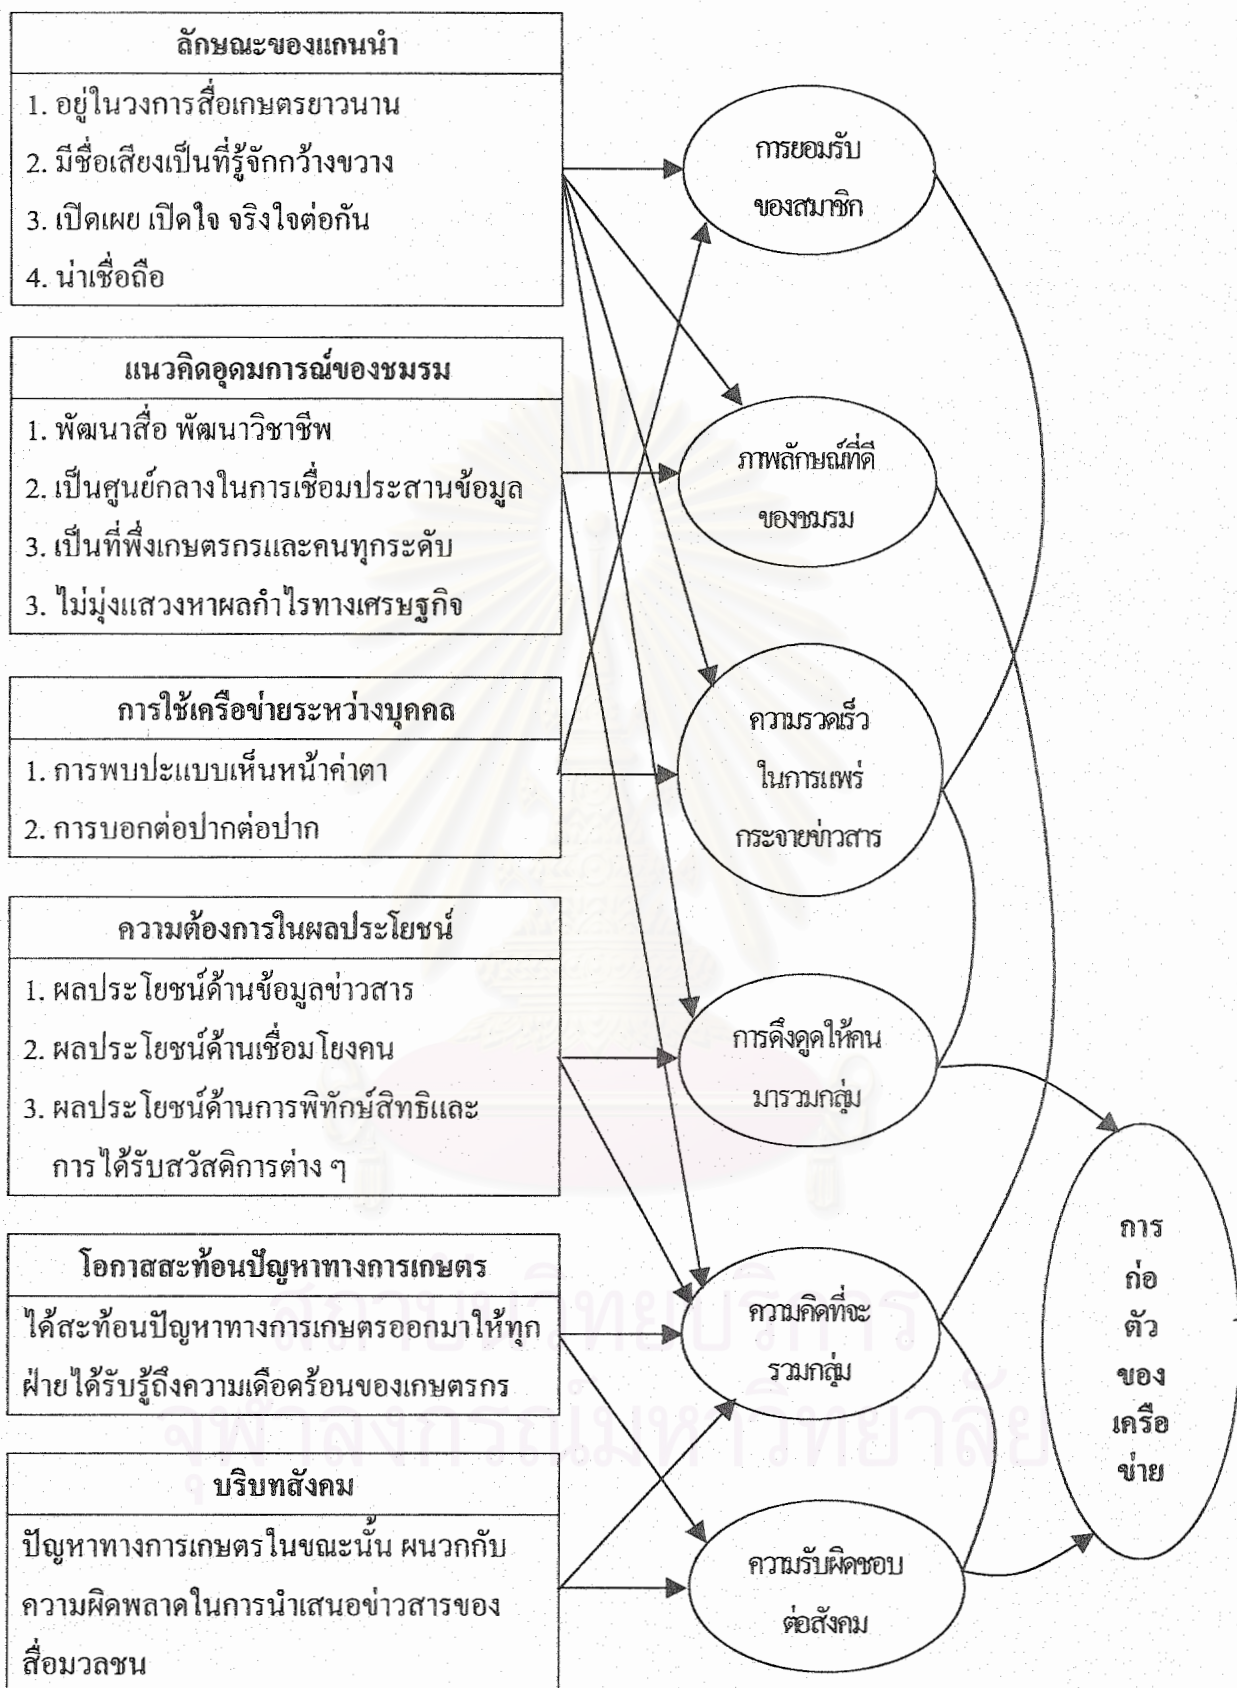 ลักษณะของแกนนำ
1. อยู่ในวงการสื่อเกษตรยาวนาน
2. มีชื่อเสียงเป็นที่รู้จักกว้างขวาง
3. เปิดเผย เปิดใจ จริงใจต่อกัน
4. น่าเชื่อถือ
แนวคิดอุดมการณ์ของชมรม
1. พัฒนาสื่อ พัฒนาวิชาชีพ
2. เป็นศูนย์กลางในการเชื่อมประสานข้อมูล
3. เป็นที่พึ่งเกษตรกรและคนทุกระดับ
3. ไม่มุ่งแสวงหาผลกำไรทางเศรษฐกิจ
การใช้เครือข่ายระหว่างบุคคล
1. การพบปะแบบเห็นหน้าค่าตา
2. การบอกต่อปากต่อปาก
ความต้องการในผลประโยชน์
1. ผลประโยชน์ด้านข้อมูลข่าวสาร
2. ผลประโยชน์ด้านเชื่อมโยงคน
3. ผลประโยชน์ด้านการพิทักษ์สิทธิและ
การได้รับสวัสดิการต่าง ๆ
โอกาสสะท้อนปัญหาทางการเกษตร
ได้สะท้อนปัญหาทางการเกษตรออกมาให้ทุก
ฝ่ายได้รับรู้ถึงความเดือดร้อนของเกษตรกร
บริบทสังคม
ปัญหาทางการเกษตรในขณะนั้น ผนวกกับ
ความผิดพลาดในการนำเสนอข่าวสารของ
สื่อมวลชน
การยอมรับ
ของสมาชิก
ภาพลักษณ์ที่ดี
ของชมรม
ความรวดเร็ว
ในการแพร่
กระจายข่าวสาร
การดึงดูดให้คน
มารวมกลุ่ม
ความคิดที่จะ
รวมกลุ่ม
ความรับผิดชอบ
ต่อสังคม
การ
ก่อ
ตัว
ของ
เครือ
ข่าย
สถาบันวิทยบริการ
จุฬาลงกรณ์มหาวิทยาลัย